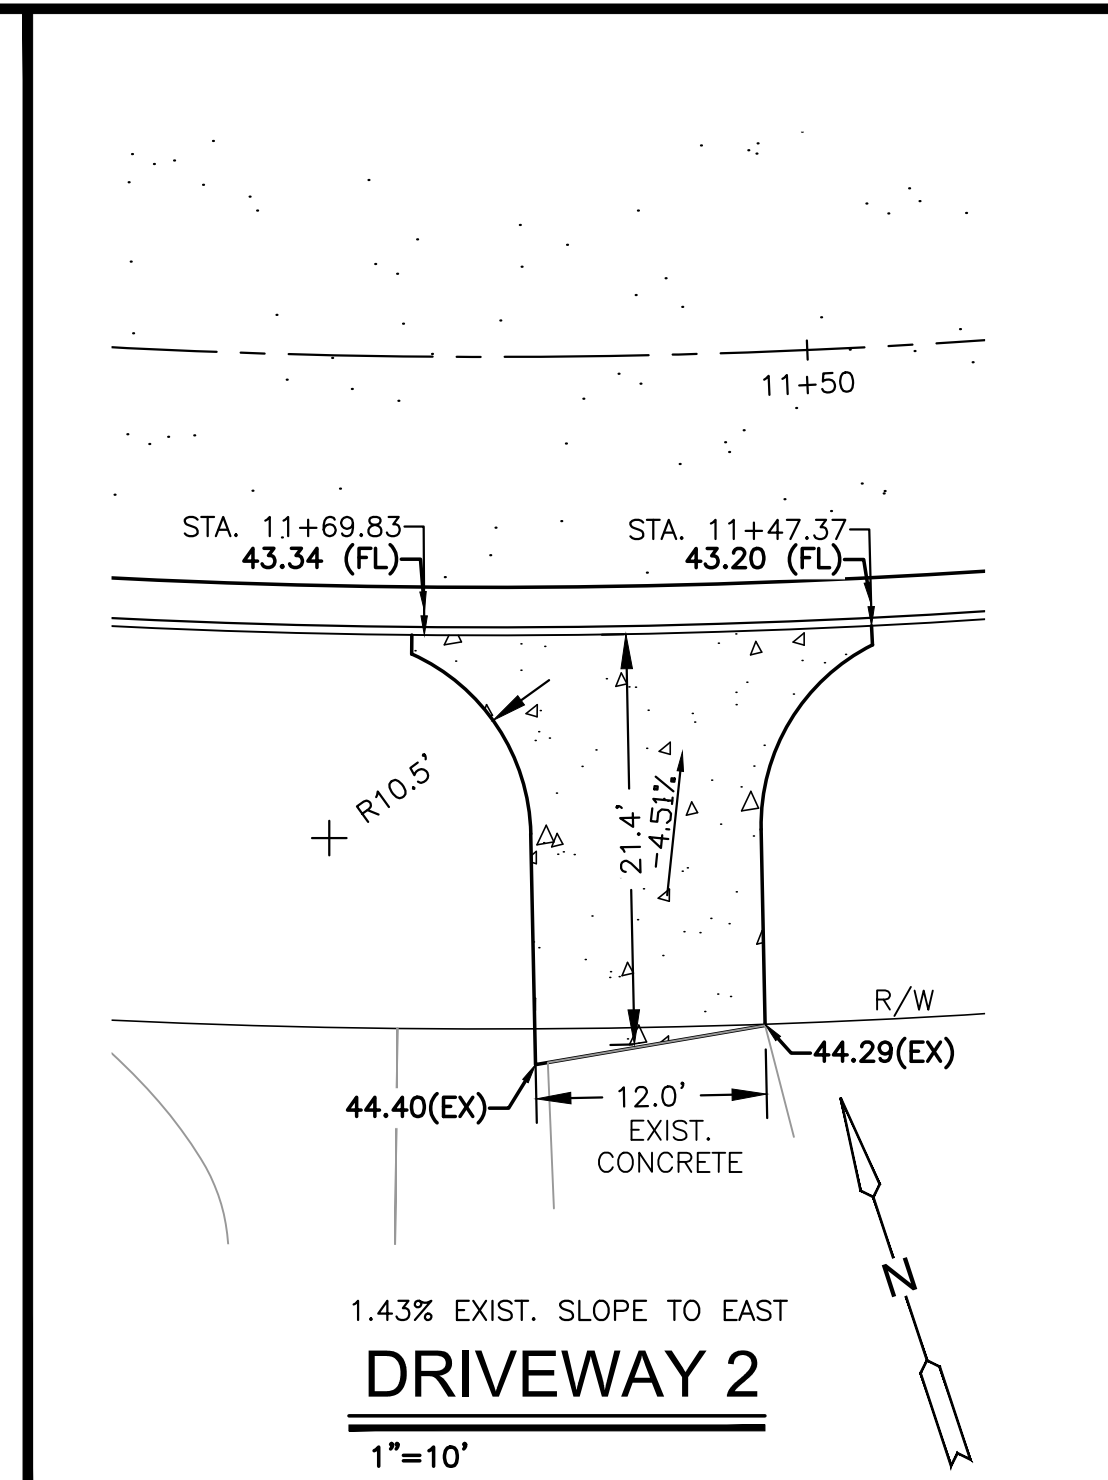 11+50
STA. 11+69.83
43.34 (FL)
STA. 11+47.37
43.20 (FL)
R10.5'
21.4'
-4.51%
R/W
44.29(EX)
44.40(EX)
12.0'
EXIST.
CONCRETE
N
1.43% EXIST. SLOPE TO EAST
DRIVEWAY 2
1"=10'